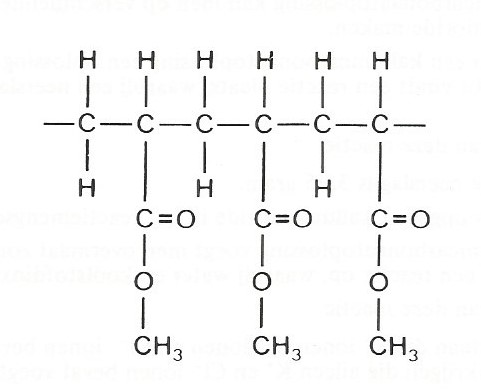 H H H H H H
—C—C—C—C—C—C—
H H H
C=O C=O C=O
O O O
CH₃ CH₃ CH₃